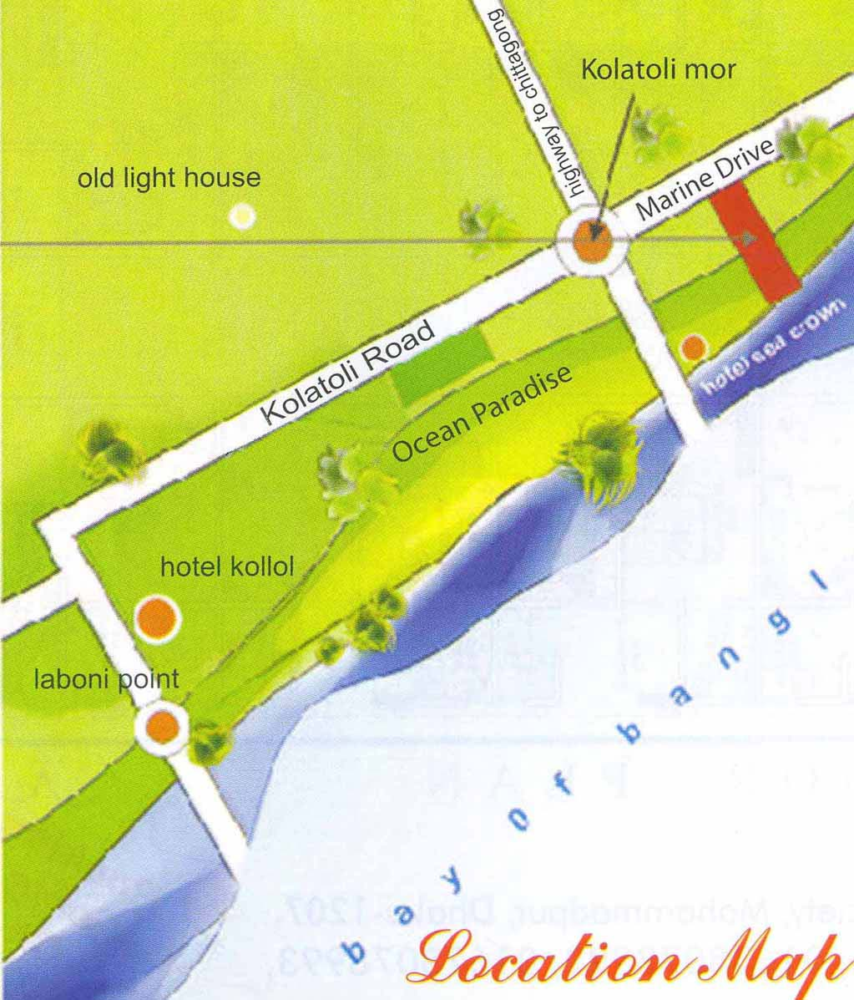 highway to chittagong
Kolatoli mor
old light house
Marine Drive
Kolatoli Road
Ocean Paradise
hotel sea crown
hotel kollol
laboni point
bay of bangl
Location Map